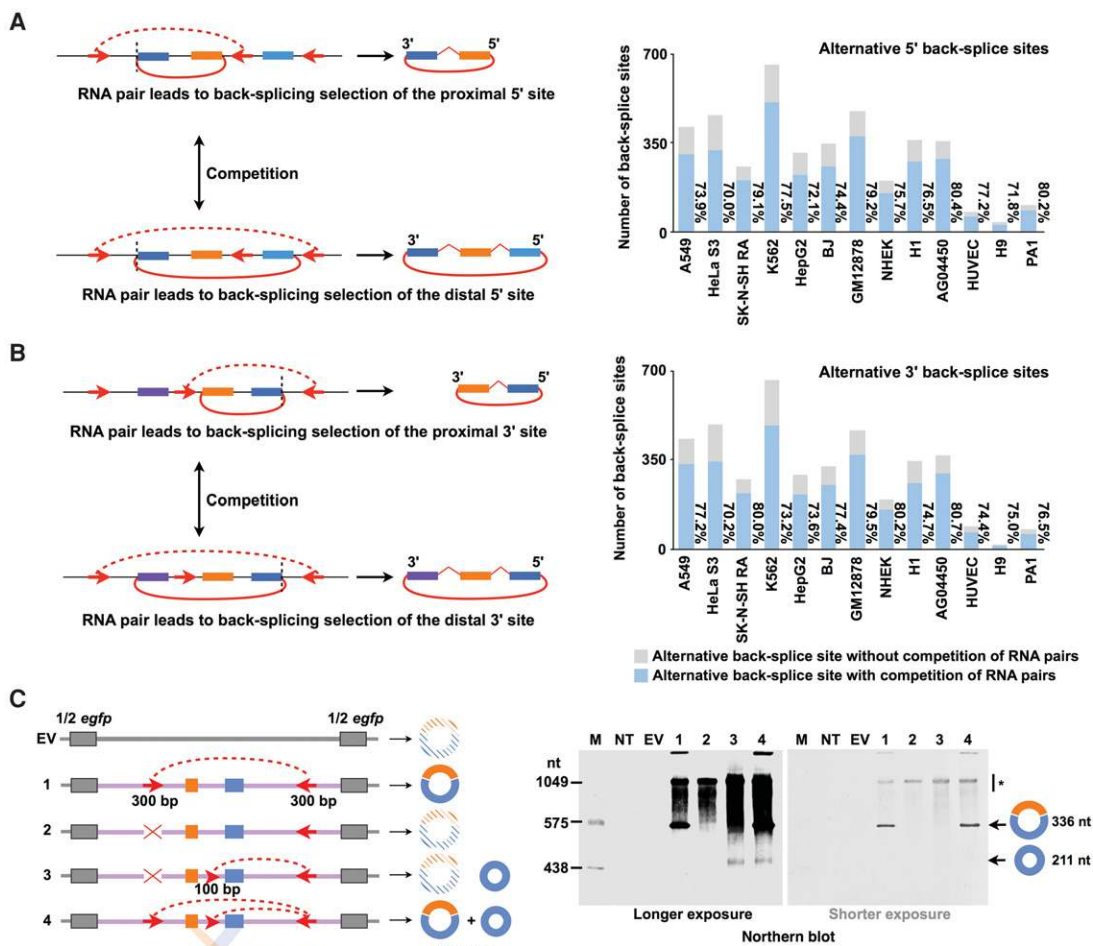 A
3' 5'
RNA pair leads to back-splicing selection of the proximal 5' site
Competition
3' 5'
RNA pair leads to back-splicing selection of the distal 5' site
Alternative 5' back-splice sites
Number of back-splice sites
700
350
0
73.9% 70.0% 79.1% 77.5% 72.1% 74.4% 79.2% 75.7% 76.5% 80.4% 77.2% 71.8% 80.2%
A549 HeLa S3 SK-N-SH RA K562 HepG2 BJ GM12878 NHEK H1 AG04450 HUVEC H9 PA1
B
3' 5'
RNA pair leads to back-splicing selection of the proximal 3' site
Competition
3' 5'
RNA pair leads to back-splicing selection of the distal 3' site
Alternative 3' back-splice sites
Number of back-splice sites
700
350
0
77.2% 70.2% 80.0% 73.2% 73.6% 77.4% 79.5% 80.2% 74.7% 80.7% 74.4% 75.0% 76.5%
A549 HeLa S3 SK-N-SH RA K562 HepG2 BJ GM12878 NHEK H1 AG04450 HUVEC H9 PA1
Alternative back-splice site without competition of RNA pairs
Alternative back-splice site with competition of RNA pairs
C
1/2 egfp 1/2 egfp
EV
1
300 bp 300 bp
2
3
100 bp
4
+
M NT EV 1 2 3 4 M NT EV 1 2 3 4
nt
1049
575
438
*
336 nt
211 nt
Longer exposure Shorter exposure
Northern blot